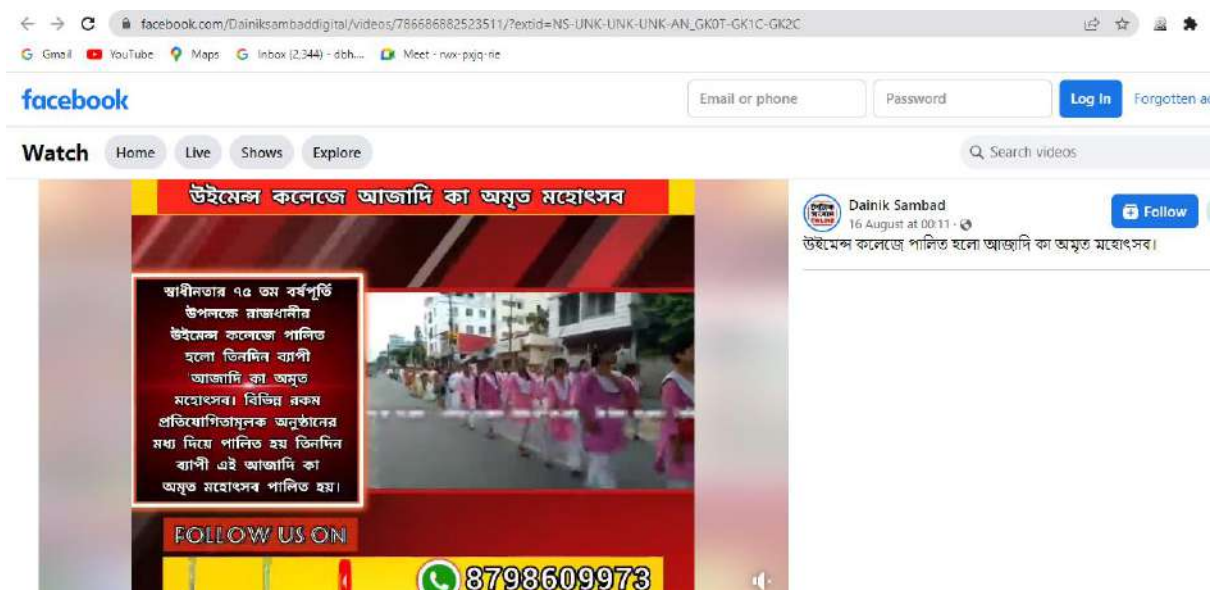 facebook.com/Dainiksambaddigital/videos/786686882523511/?extid=NS-UNK-UNK-UNK-AN_GK0T-GK1C-GK2C
Gmail YouTube Maps Inbox (2,344) - dbh.... Meet - rwx-pxjq-rie
facebook
Email or phone Password Log In Forgotten
Watch Home Live Shows Explore
Search videos
উইমেন্স কলেজে আজাদি কা অমৃত মহোৎসব
স্বাধীনতার ৭৫ তম বর্ষপূর্তি
উপলক্ষে রাজধানীর
উইমেন্স কলেজে পালিত
হলো তিনদিন ব্যাপী
'আজাদি কা অমৃত
মহোৎসব। বিভিন্ন রকম
প্রতিযোগিতামূলক অনুষ্ঠানের
মধ্য দিয়ে পালিত হয় তিনদিন
ব্যাপী এই আজাদি কা
অমৃত মহোৎসব পালিত হয়।
FOLLOW US ON
8798609973
Dainik Sambad
Follow
16 August at 00:11 ·
উইমেন্স কলেজে পালিত হলো আজাদি কা অমৃত মহোৎসব।